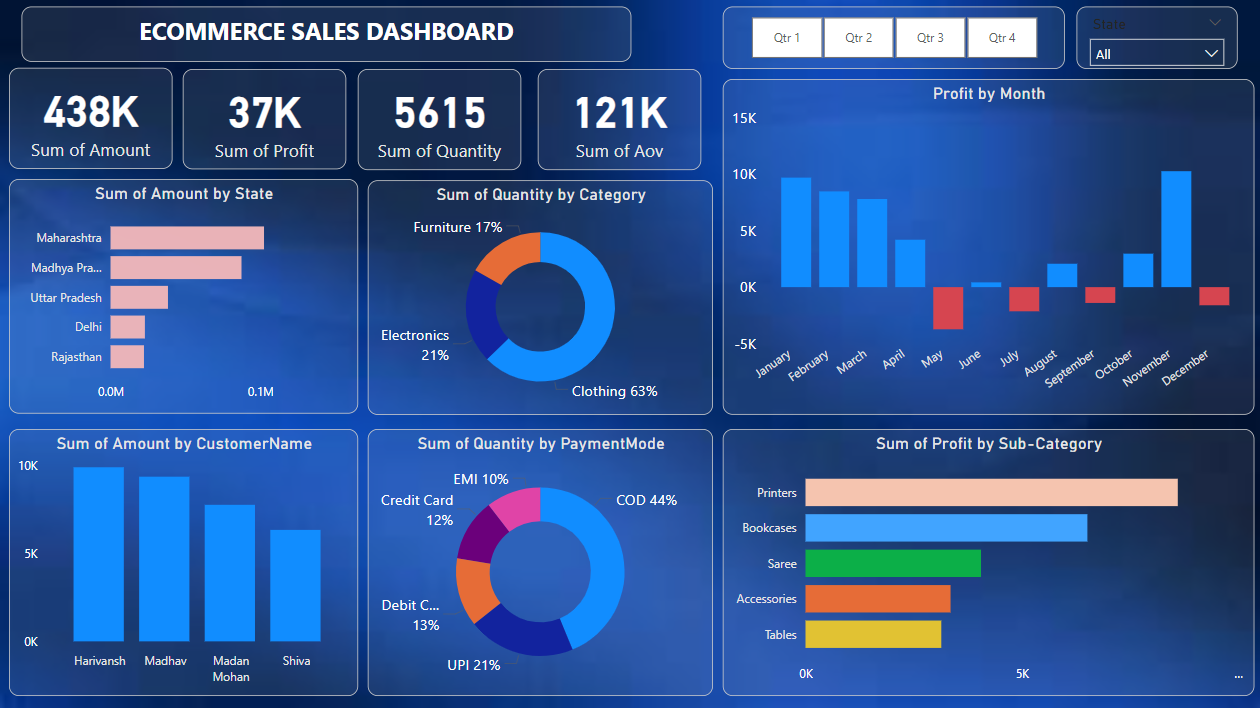 ECOMMERCE SALES DASHBOARD
Qtr 1
Qtr 2
Qtr 3
Qtr 4
State
All
438K
Sum of Amount
37K
Sum of Profit
5615
Sum of Quantity
121K
Sum of Aov
Profit by Month
15K
10K
5K
0K
-5K
January
February
March
April
May
June
July
August
September
October
November
December
Sum of Amount by State
Maharashtra
Madhya Pra...
Uttar Pradesh
Delhi
Rajasthan
0.0M
0.1M
Sum of Quantity by Category
Furniture 17%
Electronics
21%
Clothing 63%
Sum of Amount by CustomerName
10K
5K
0K
Harivansh
Madhav
Madan
Mohan
Shiva
Sum of Quantity by PaymentMode
EMI 10%
Credit Card
12%
COD 44%
Debit C...
13%
UPI 21%
Sum of Profit by Sub-Category
Printers
Bookcases
Saree
Accessories
Tables
0K
5K
...